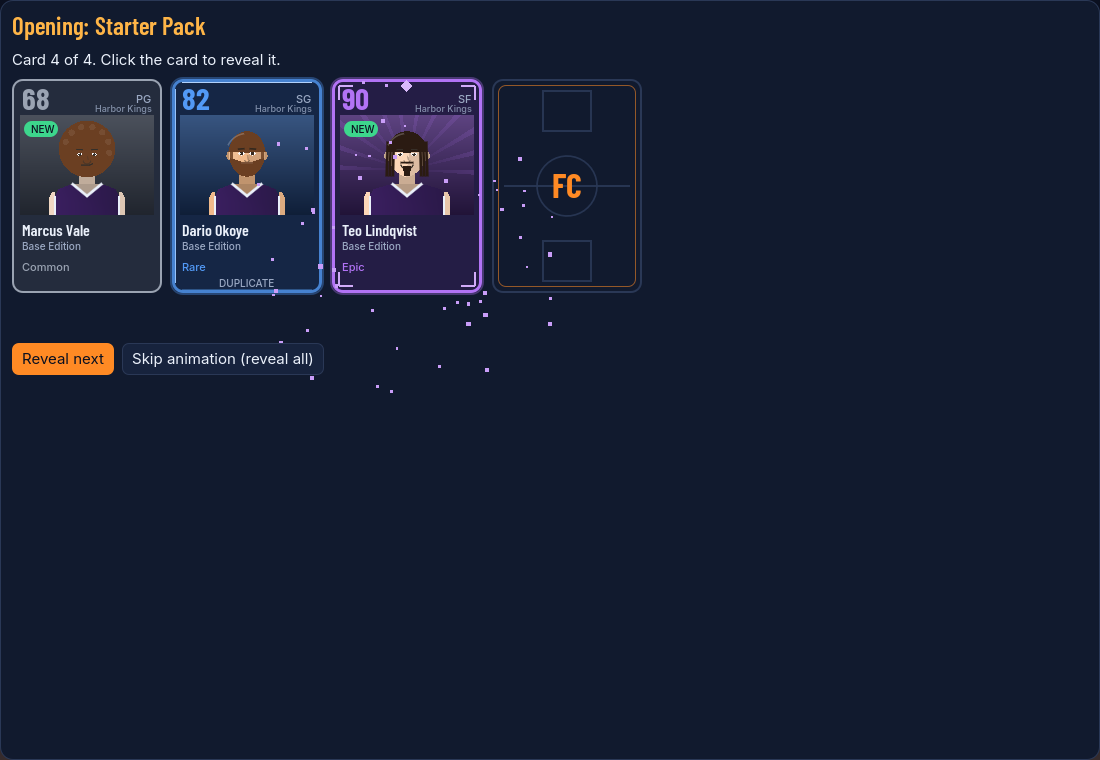 Opening: Starter Pack
Card 4 of 4. Click the card to reveal it.
68
PG
Harbor Kings
NEW
Marcus Vale
Base Edition
Common
82
SG
Harbor Kings
Dario Okoye
Base Edition
Rare
DUPLICATE
90
SF
Harbor Kings
NEW
Teo Lindqvist
Base Edition
Epic
FC
Reveal next
Skip animation (reveal all)